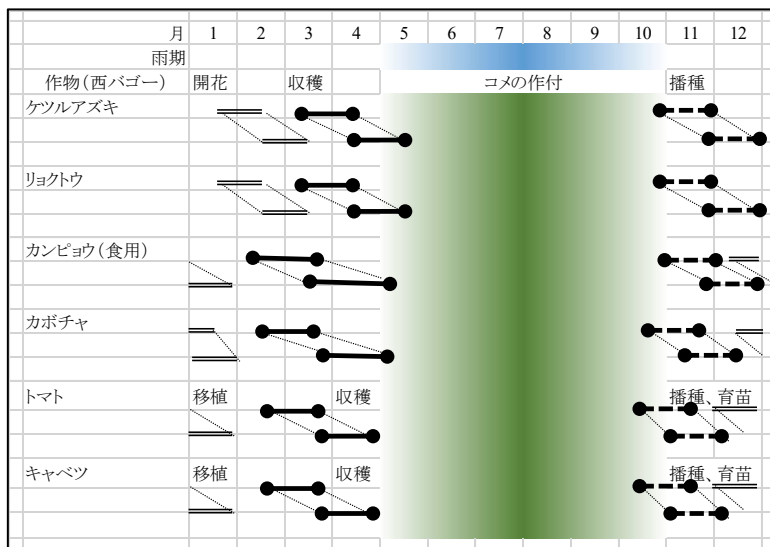 月 1 2 3 4 5 6 7 8 9 10 11 12
雨期
作物(西バゴー) 開花 収穫 コメの作付 播種
ケツルアズキ
リョクトウ
カンピョウ(食用)
カボチャ
トマト 移植 収穫 播種、育苗
キャベツ 移植 収穫 播種、育苗